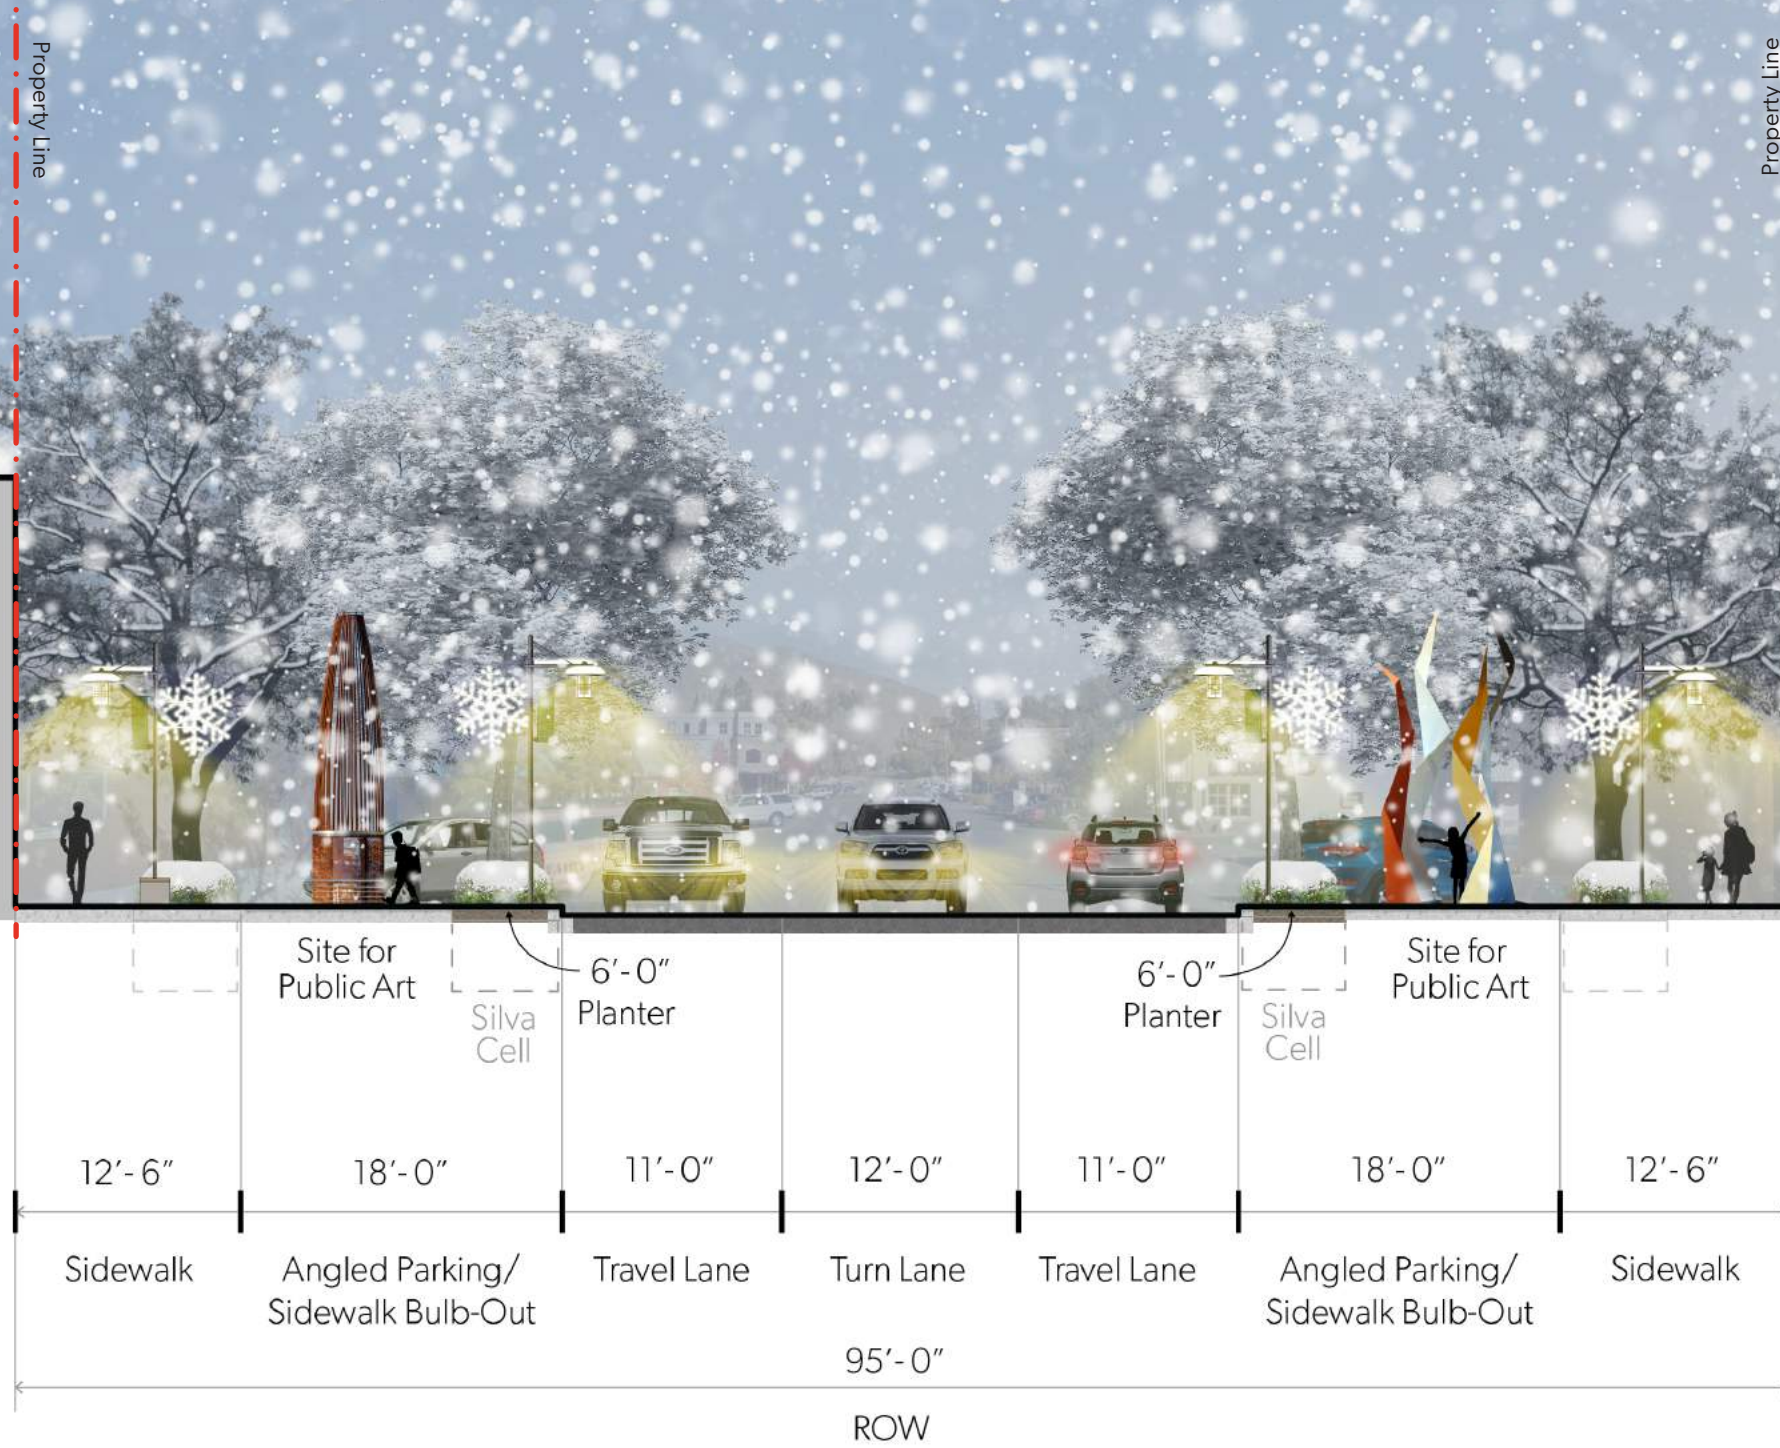 Property Line
Property Line
Site for
Public Art
6'-0"
Planter
Silva
Cell
6'-0"
Planter
Silva
Cell
Site for
Public Art
12'-6"
18'-0"
11'-0"
12'-0"
11'-0"
18'-0"
12'-6"
Sidewalk
Angled Parking/
Sidewalk Bulb-Out
Travel Lane
Turn Lane
Travel Lane
Angled Parking/
Sidewalk Bulb-Out
Sidewalk
95'-0"
ROW